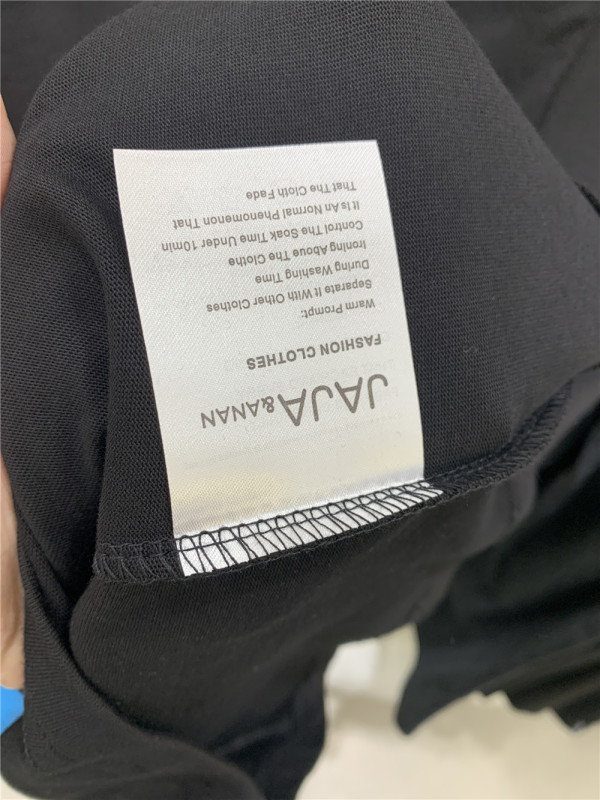 JAJA &ANAN
FASHION CLOTHES
Warm Prompt:
Separate It With Other Clothes
During Washing Time
Ironing Above The Clothe
Control The Soak Time Under 10min
It Is An Normal Phenomenon That
That The Cloth Fade